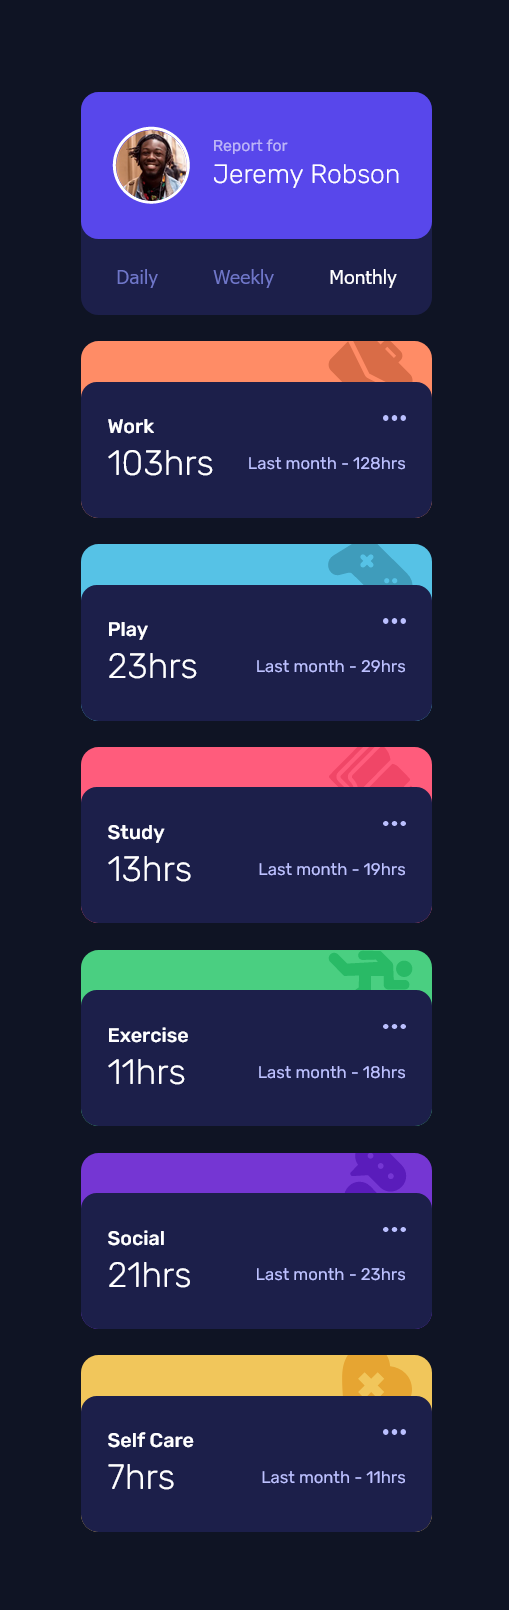 Report for
Jeremy Robson
Daily Weekly Monthly
Work
103hrs Last month - 128hrs
Play
23hrs Last month - 29hrs
Study
13hrs Last month - 19hrs
Exercise
11hrs Last month - 18hrs
Social
21hrs Last month - 23hrs
Self Care
7hrs Last month - 11hrs